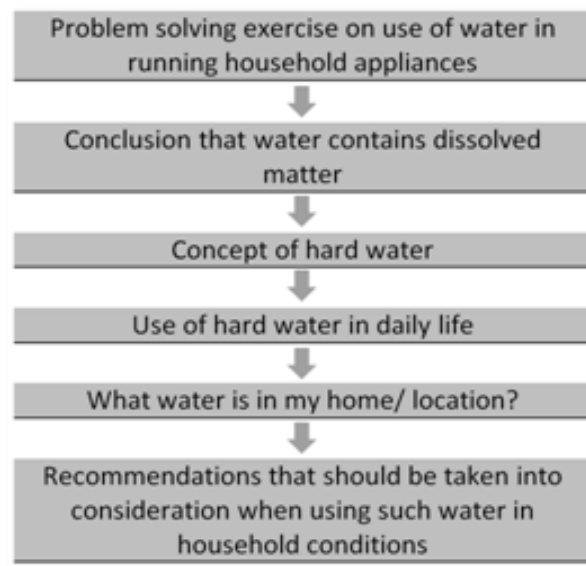 Problem solving exercise on use of water in
running household appliances
Conclusion that water contains dissolved
matter
Concept of hard water
Use of hard water in daily life
What water is in my home/ location?
Recommendations that should be taken into
consideration when using such water in
household conditions